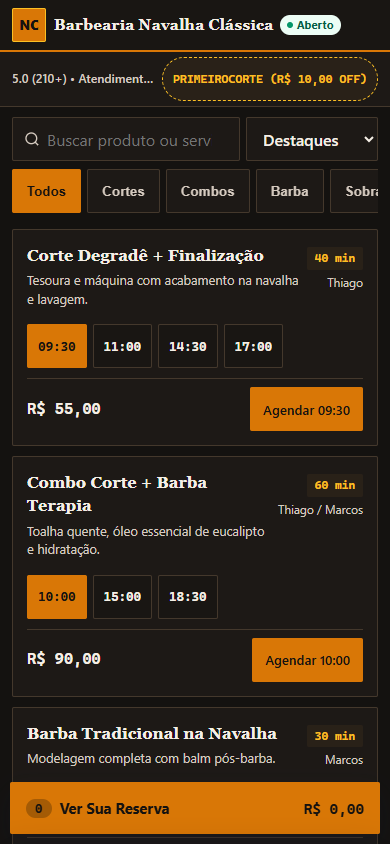 NC Barbearia Navalha Clássica Aberto
5.0 (210+) • Atendiment... PRIMEIROCORTE (R$ 10,00 OFF)
Buscar produto ou serv Destaques
Todos Cortes Combos Barba Sobra
Corte Degradê + Finalização 40 min
Tesoura e máquina com acabamento na navalha Thiago
e lavagem.
09:30 11:00 14:30 17:00
R$ 55,00 Agendar 09:30
Combo Corte + Barba 60 min
Terapia
Thiago / Marcos
Toalha quente, óleo essencial de eucalipto
e hidratação.
10:00 15:00 18:30
R$ 90,00 Agendar 10:00
Barba Tradicional na Navalha 30 min
Modelagem completa com balm pós-barba. Marcos
0 Ver Sua Reserva R$ 0,00